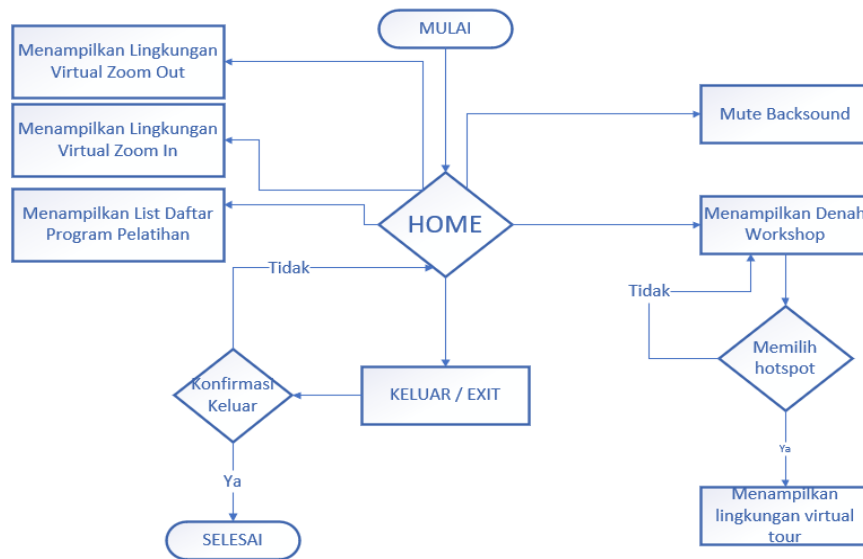 MULAI
Menampilkan Lingkungan
Virtual Zoom Out
Mute Backsound
Menampilkan Lingkungan
Virtual Zoom In
Menampilkan List Daftar
Program Pelatihan
HOME
Menampilkan Denah
Workshop
Tidak
Tidak
Memilih
hotspot
Konfirmasi
Keluar
KELUAR / EXIT
Ya
Ya
Menampilkan
lingkungan virtual
tour
SELESAI